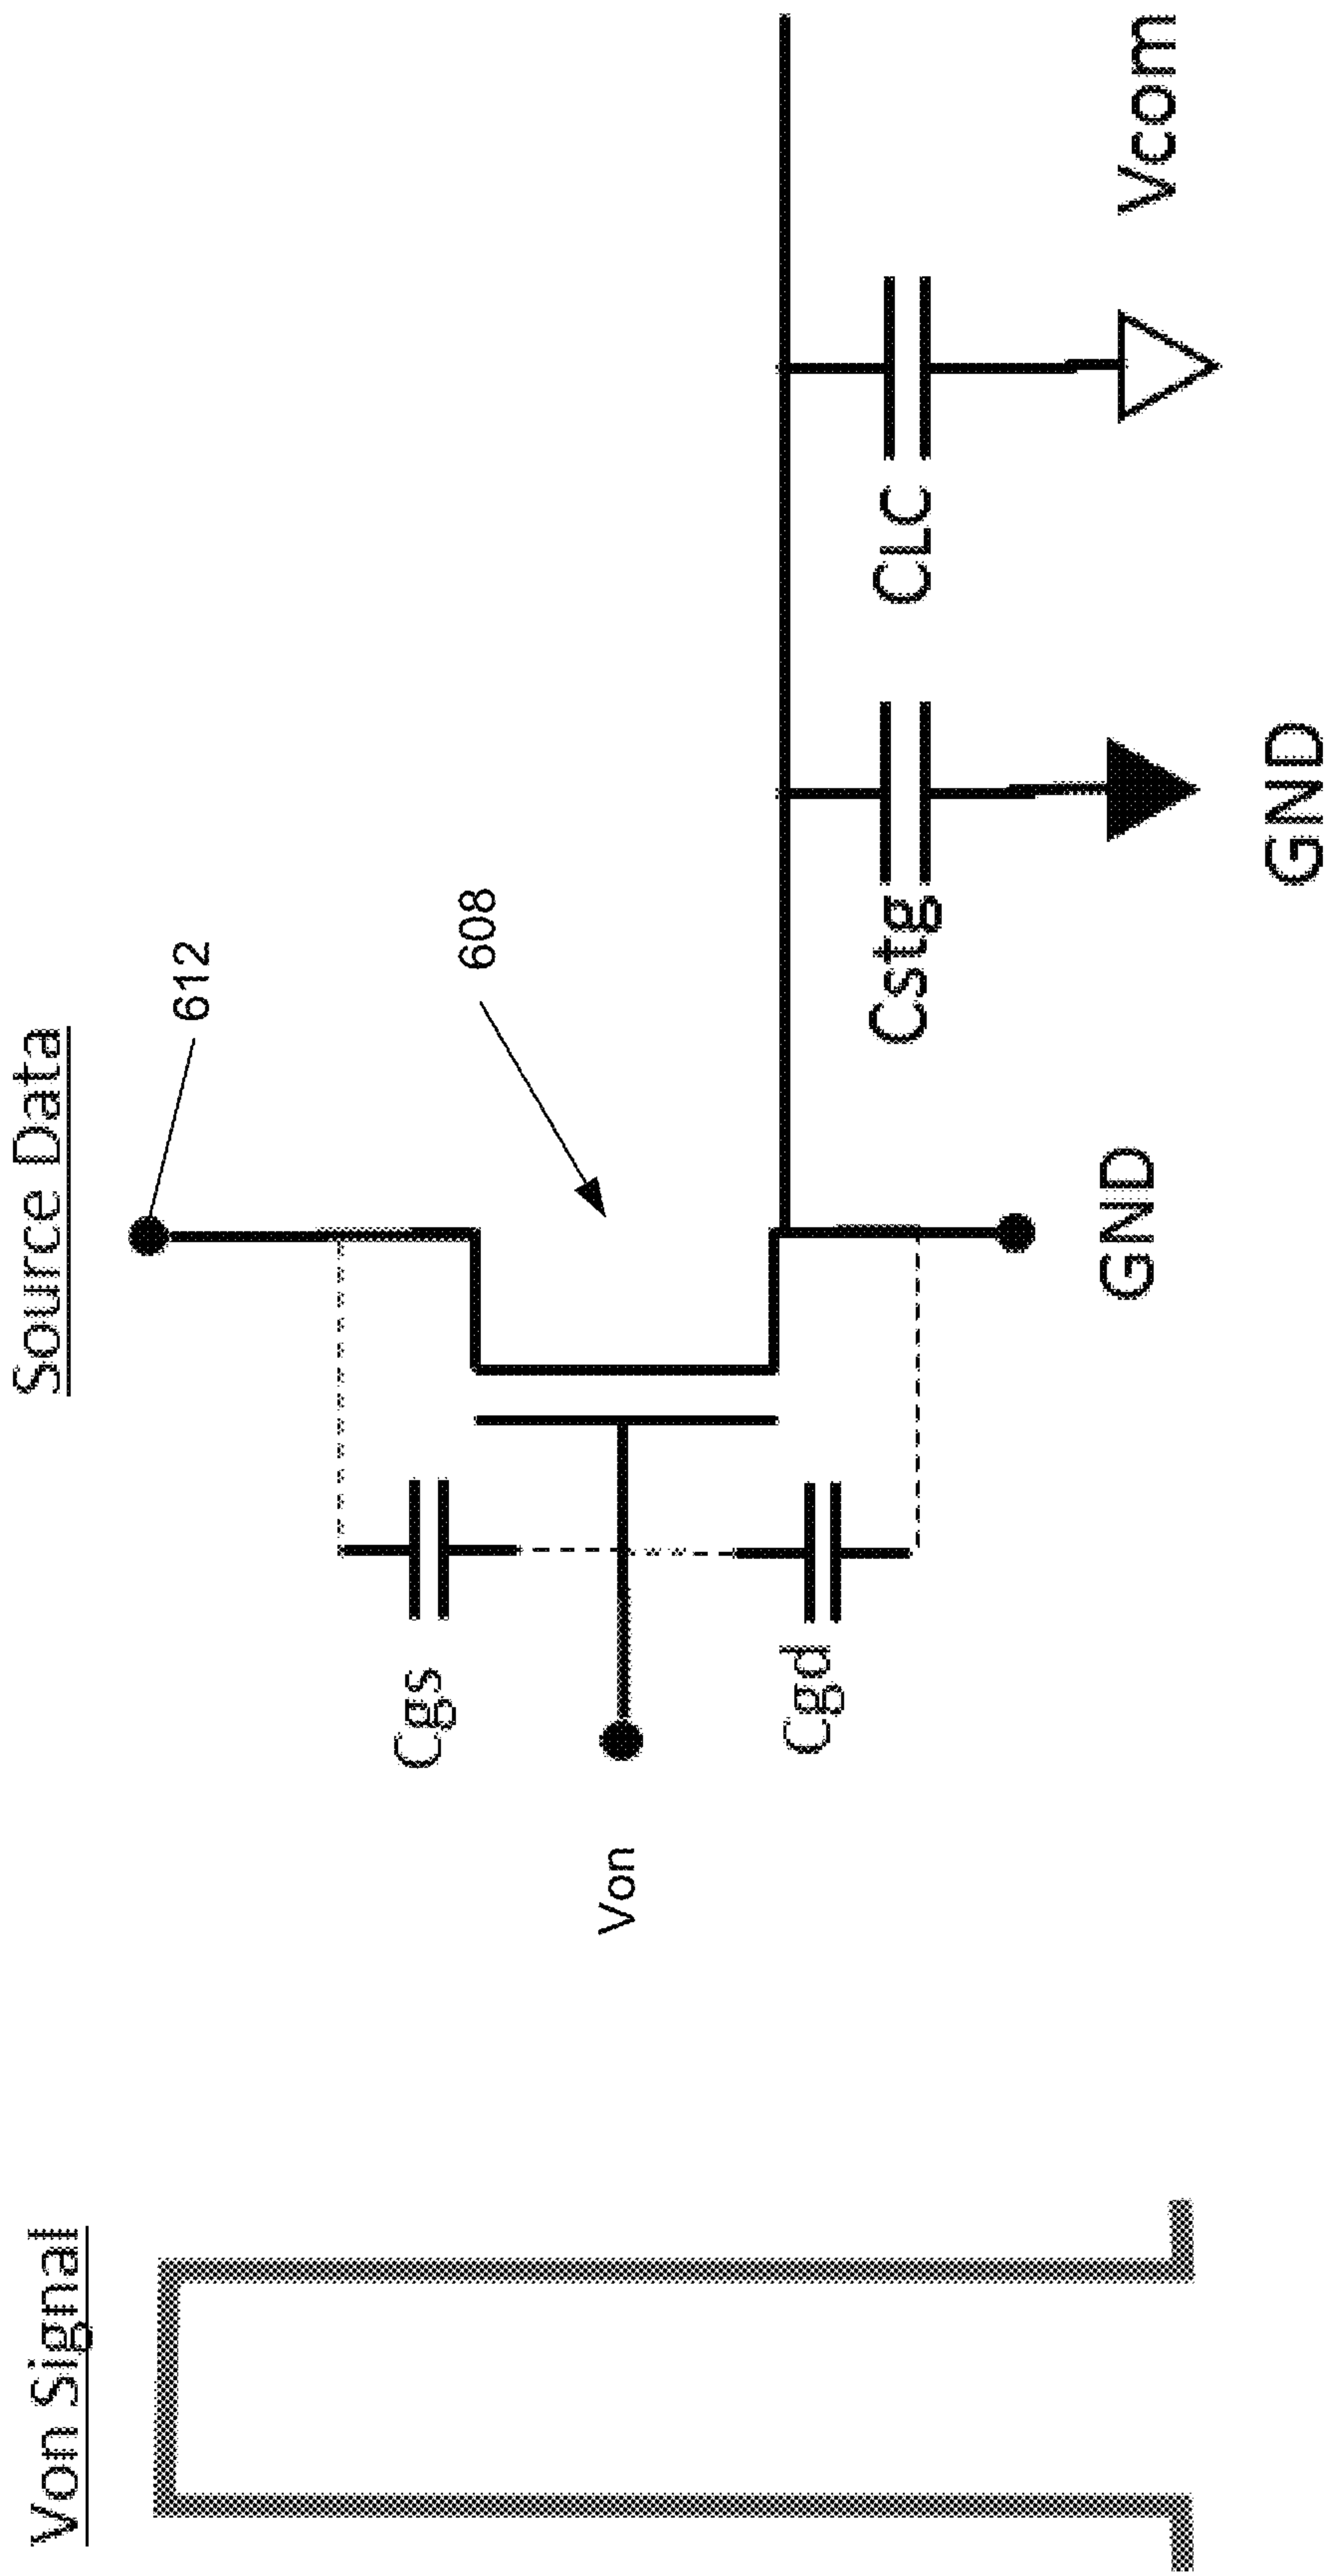 Von Signal
Source Data
612
608
Cgs
Von
Cgd
Cstg
CLC
GND
GND
Vcom